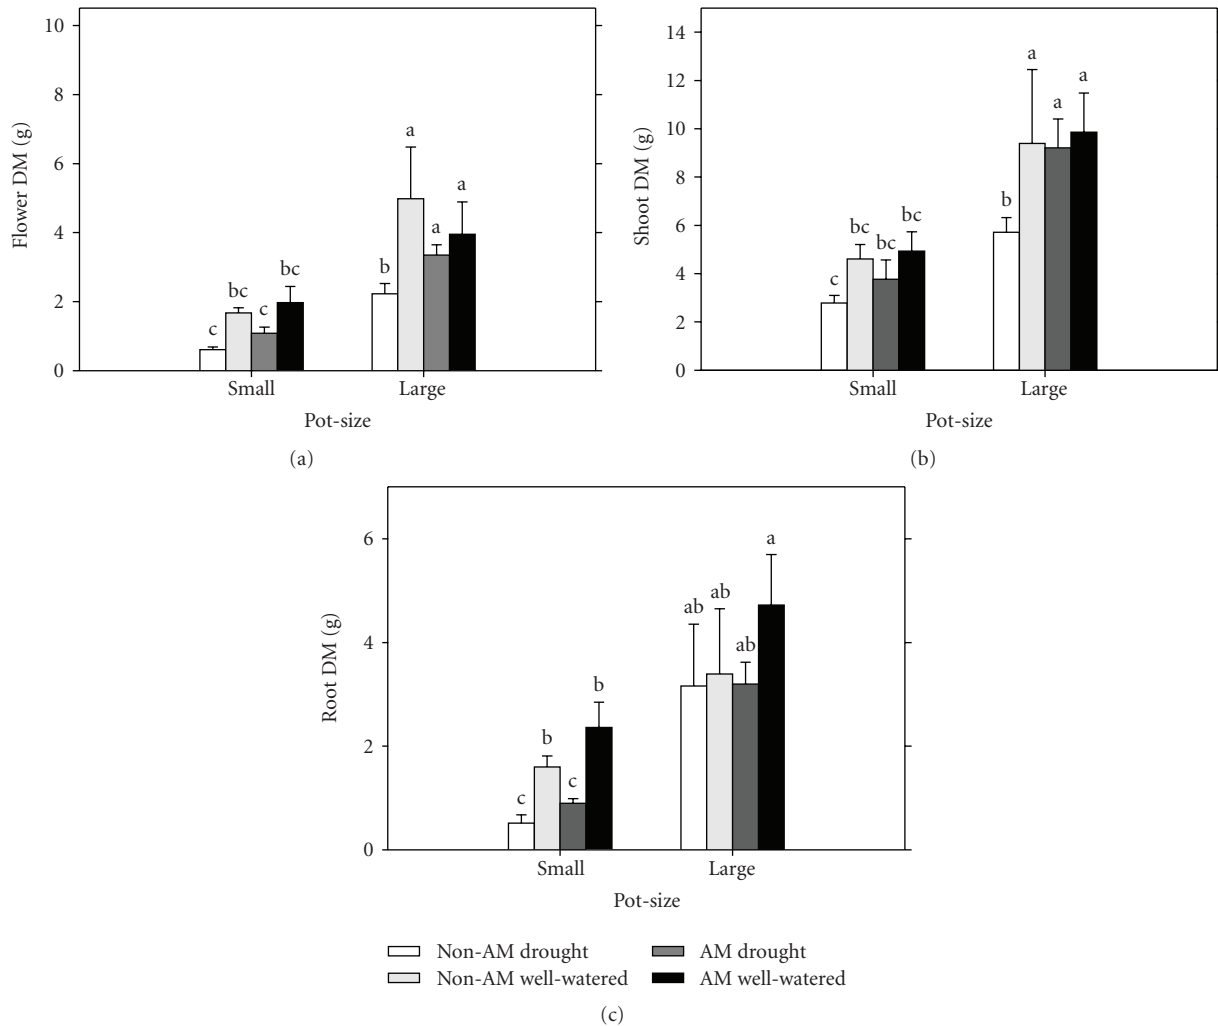 10
8
6
4
2
0
Flower DM (g)
c
bc
c
bc
b
a
a
a
Small
Large
Pot-size
(a)
14
12
10
8
6
4
2
0
Shoot DM (g)
c
bc
bc
bc
b
a
a
a
Small
Large
Pot-size
(b)
6
4
2
0
Root DM (g)
c
b
c
b
ab
ab
ab
a
Small
Large
Pot-size
Non-AM drought
AM drought
Non-AM well-watered
AM well-watered
(c)